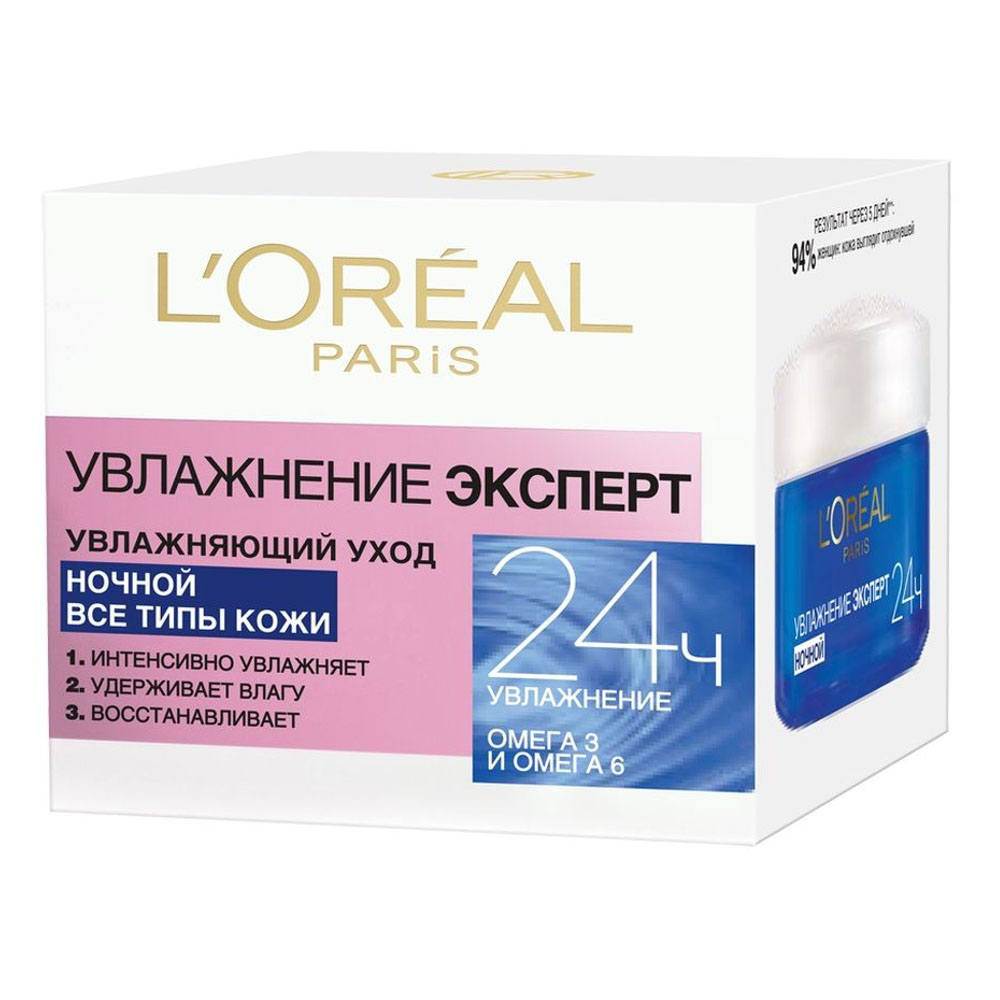 L'ORÉAL
PARiS
УВЛАЖНЕНИЕ ЭКСПЕРТ
УВЛАЖНЯЮЩИЙ УХОД
НОЧНОЙ
ВСЕ ТИПЫ КОЖИ
1. ИНТЕНСИВНО УВЛАЖНЯЕТ
2. УДЕРЖИВАЕТ ВЛАГУ
3. ВОССТАНАВЛИВАЕТ
24ч
УВЛАЖНЕНИЕ
ОМЕГА 3
И ОМЕГА 6
РЕЗУЛЬТАТ ЧЕРЕЗ 5 ДНЕЙ**:
94% женщин: кожа выглядит отдохнувшей
L'ORÉAL
PARiS
УВЛАЖНЕНИЕ ЭКСПЕРТ 24ч
НОЧНОЙ